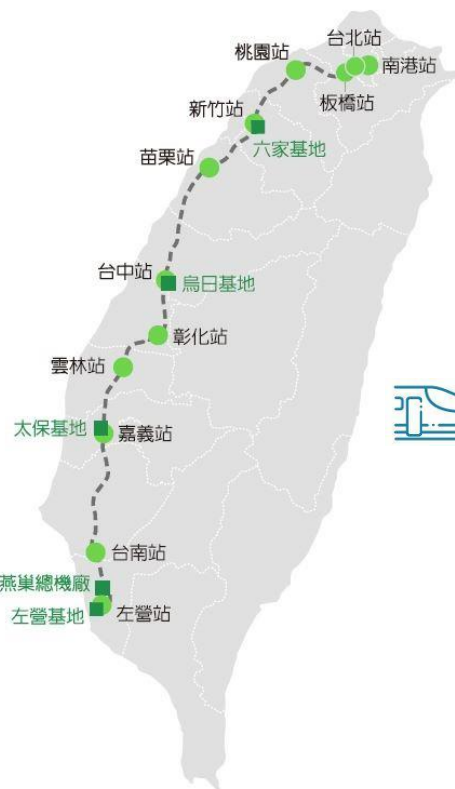 台北站
桃園站
南港站
板橋站
新竹站
六家基地
苗栗站
台中站
烏日基地
彰化站
雲林站
太保基地
嘉義站
台南站
燕巢總機廠
左營基地
左營站